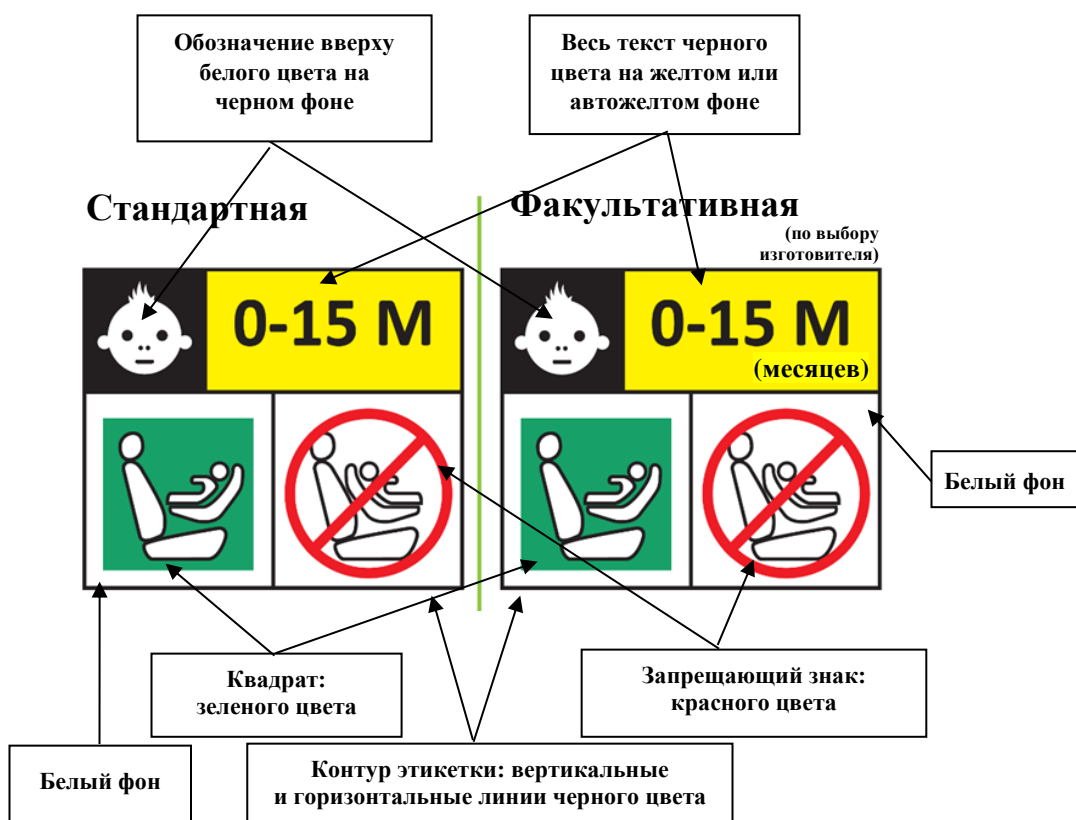 Обозначение вверху
белого цвета на
черном фоне
Весь текст черного
цвета на желтом или
автожелтом фоне
Стандартная
Факультативная
(по выбору
изготовителя)
0-15 M
0-15 M
(месяцев)
Белый фон
Квадрат:
зеленого цвета
Запрещающий знак:
красного цвета
Белый фон
Контур этикетки: вертикальные
и горизонтальные линии черного цвета